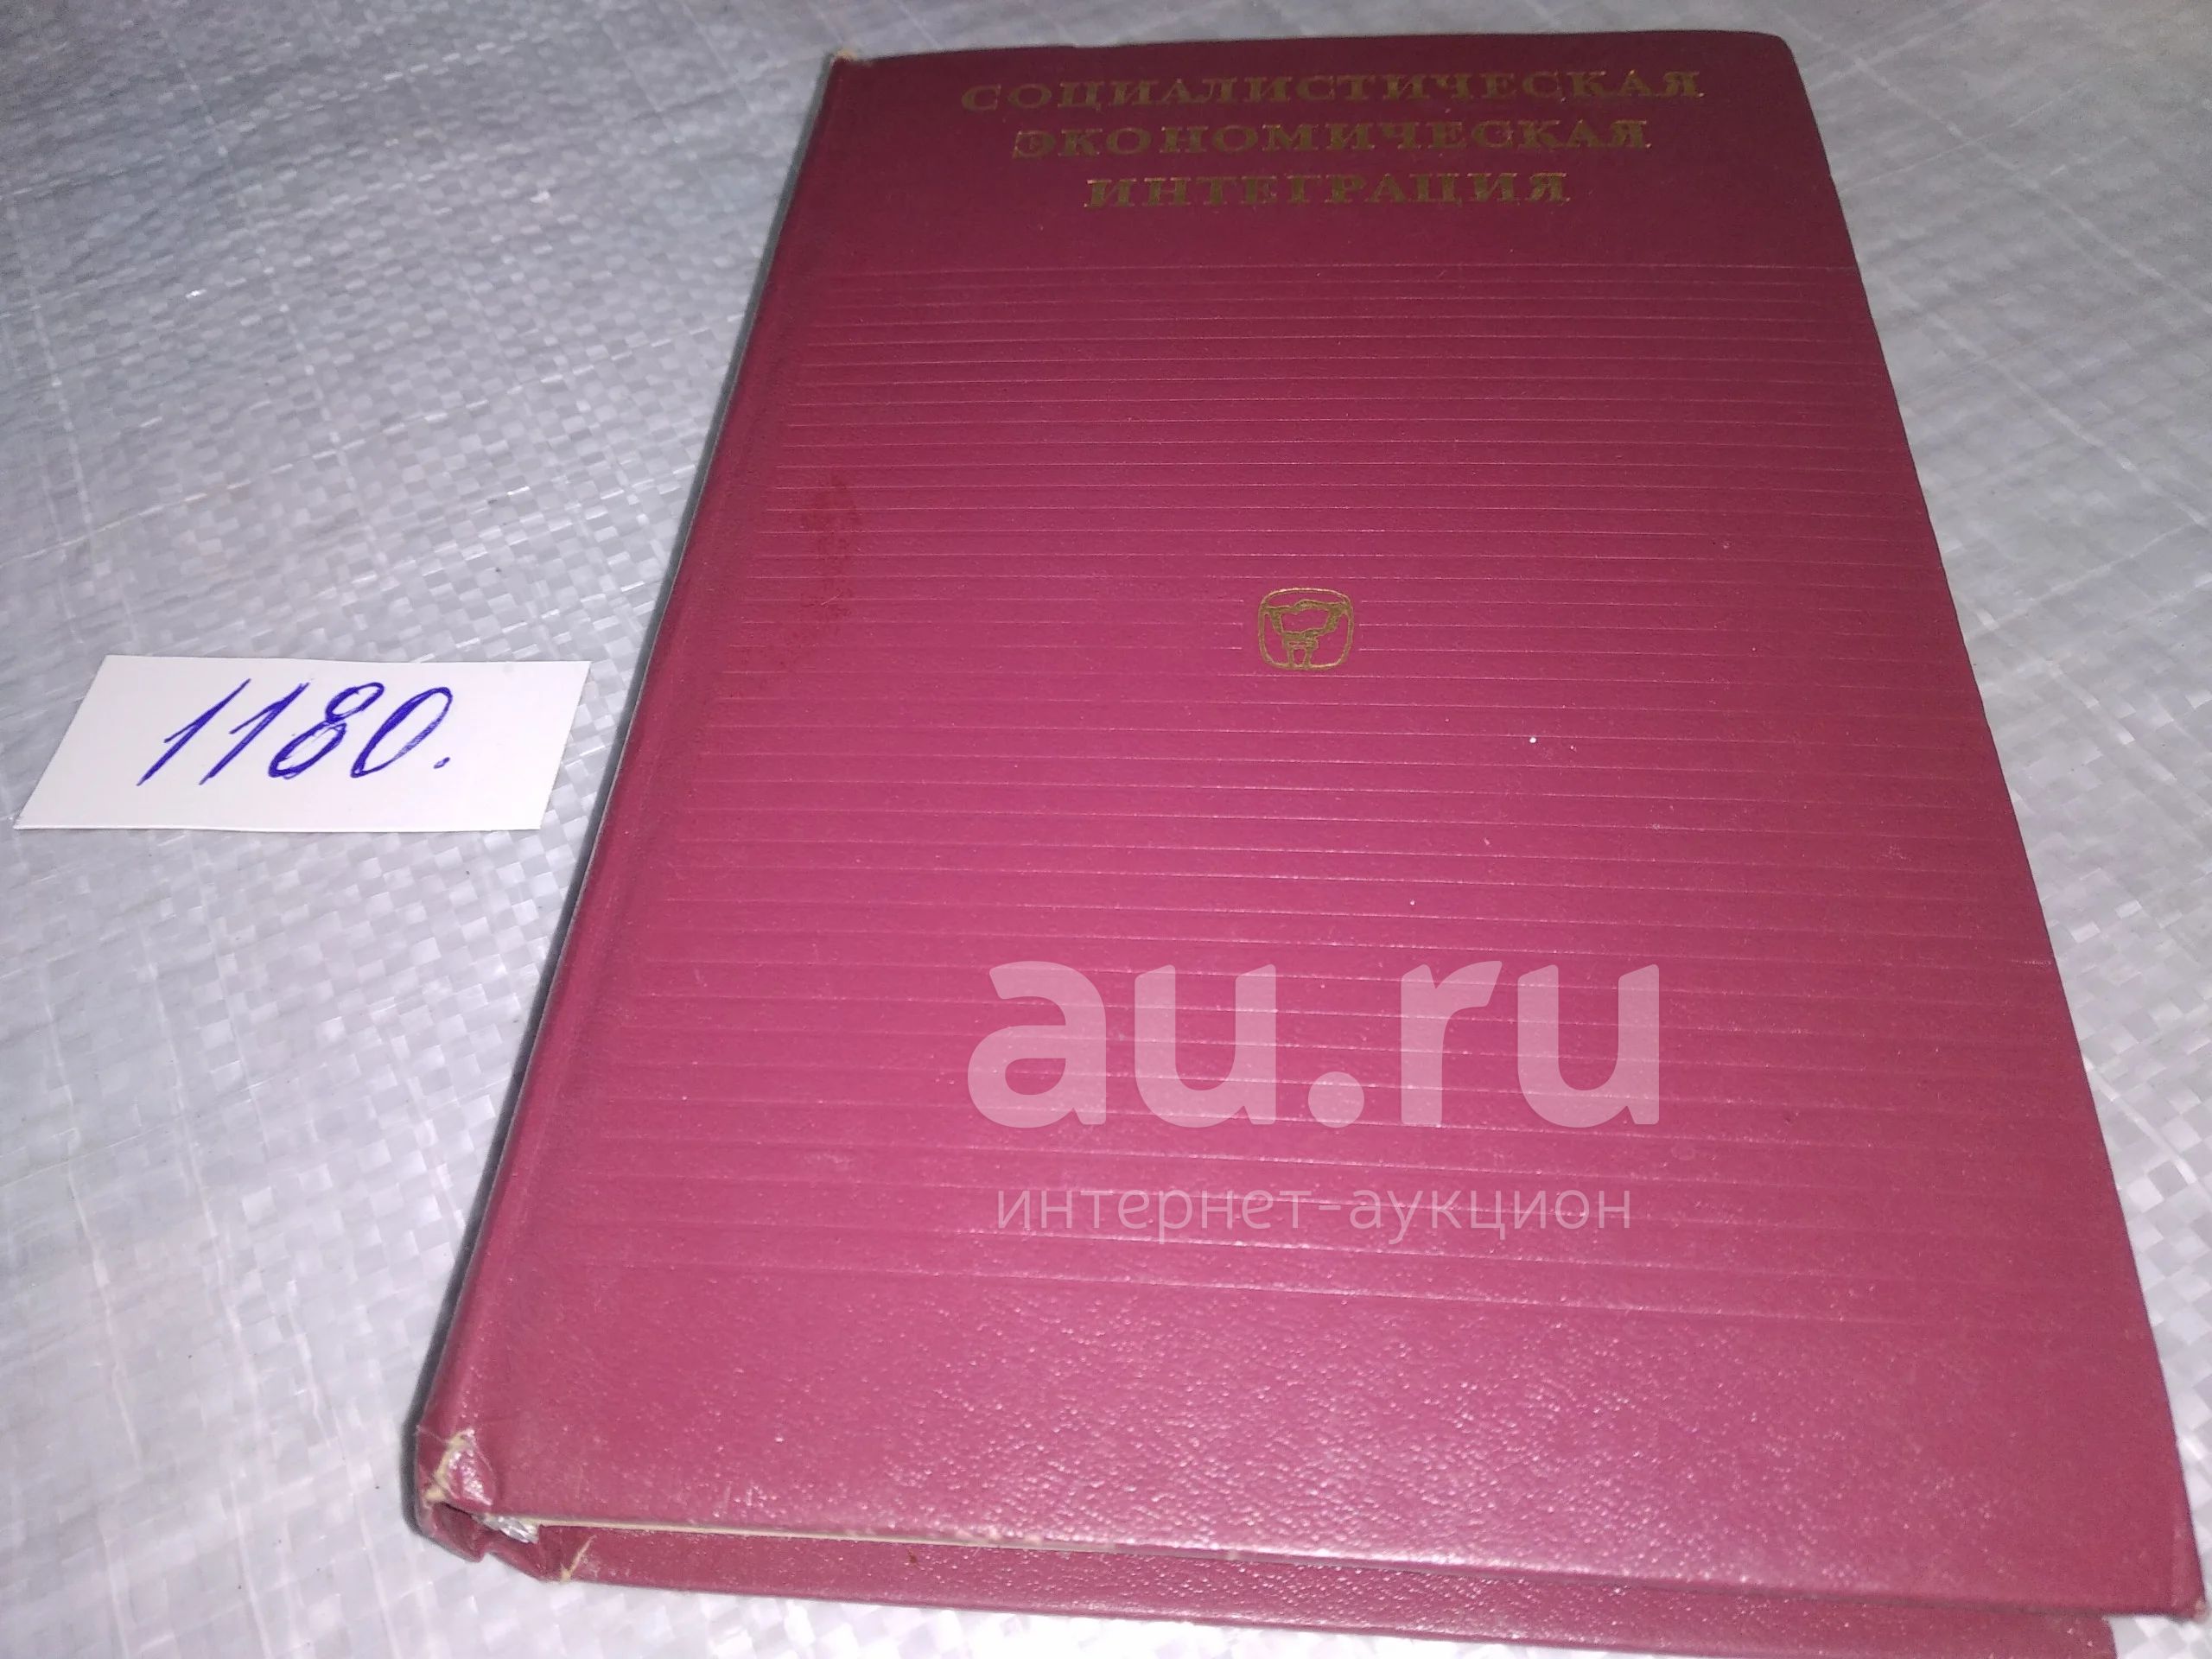 СОЦИАЛИСТИЧЕСКАЯ
ЭКОНОМИЧЕСКАЯ
ИНТЕГРАЦИЯ
1180.
au.ru
интернет-аукцион